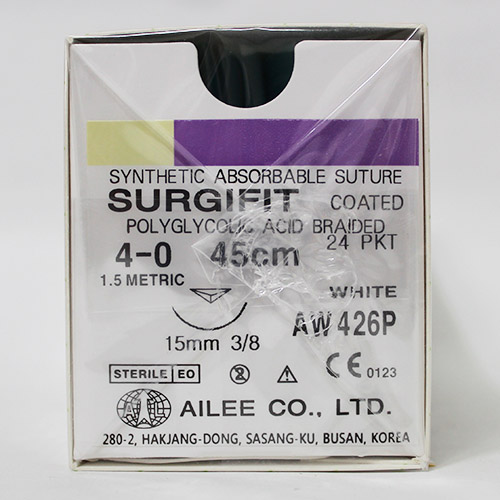 SYNTHETIC ABSORBABLE SUTURE
SURGIFIT COATED
POLYGLYCOLIC ACID BRAIDED
4-0 45cm 24 PKT
1.5 METRIC
WHITE
AW 426P
15mm 3/8
STERILE EO 2 ! CE 0123
AILEE CO., LTD.
280-2, HAKJANG-DONG, SASANG-KU, BUSAN, KOREA